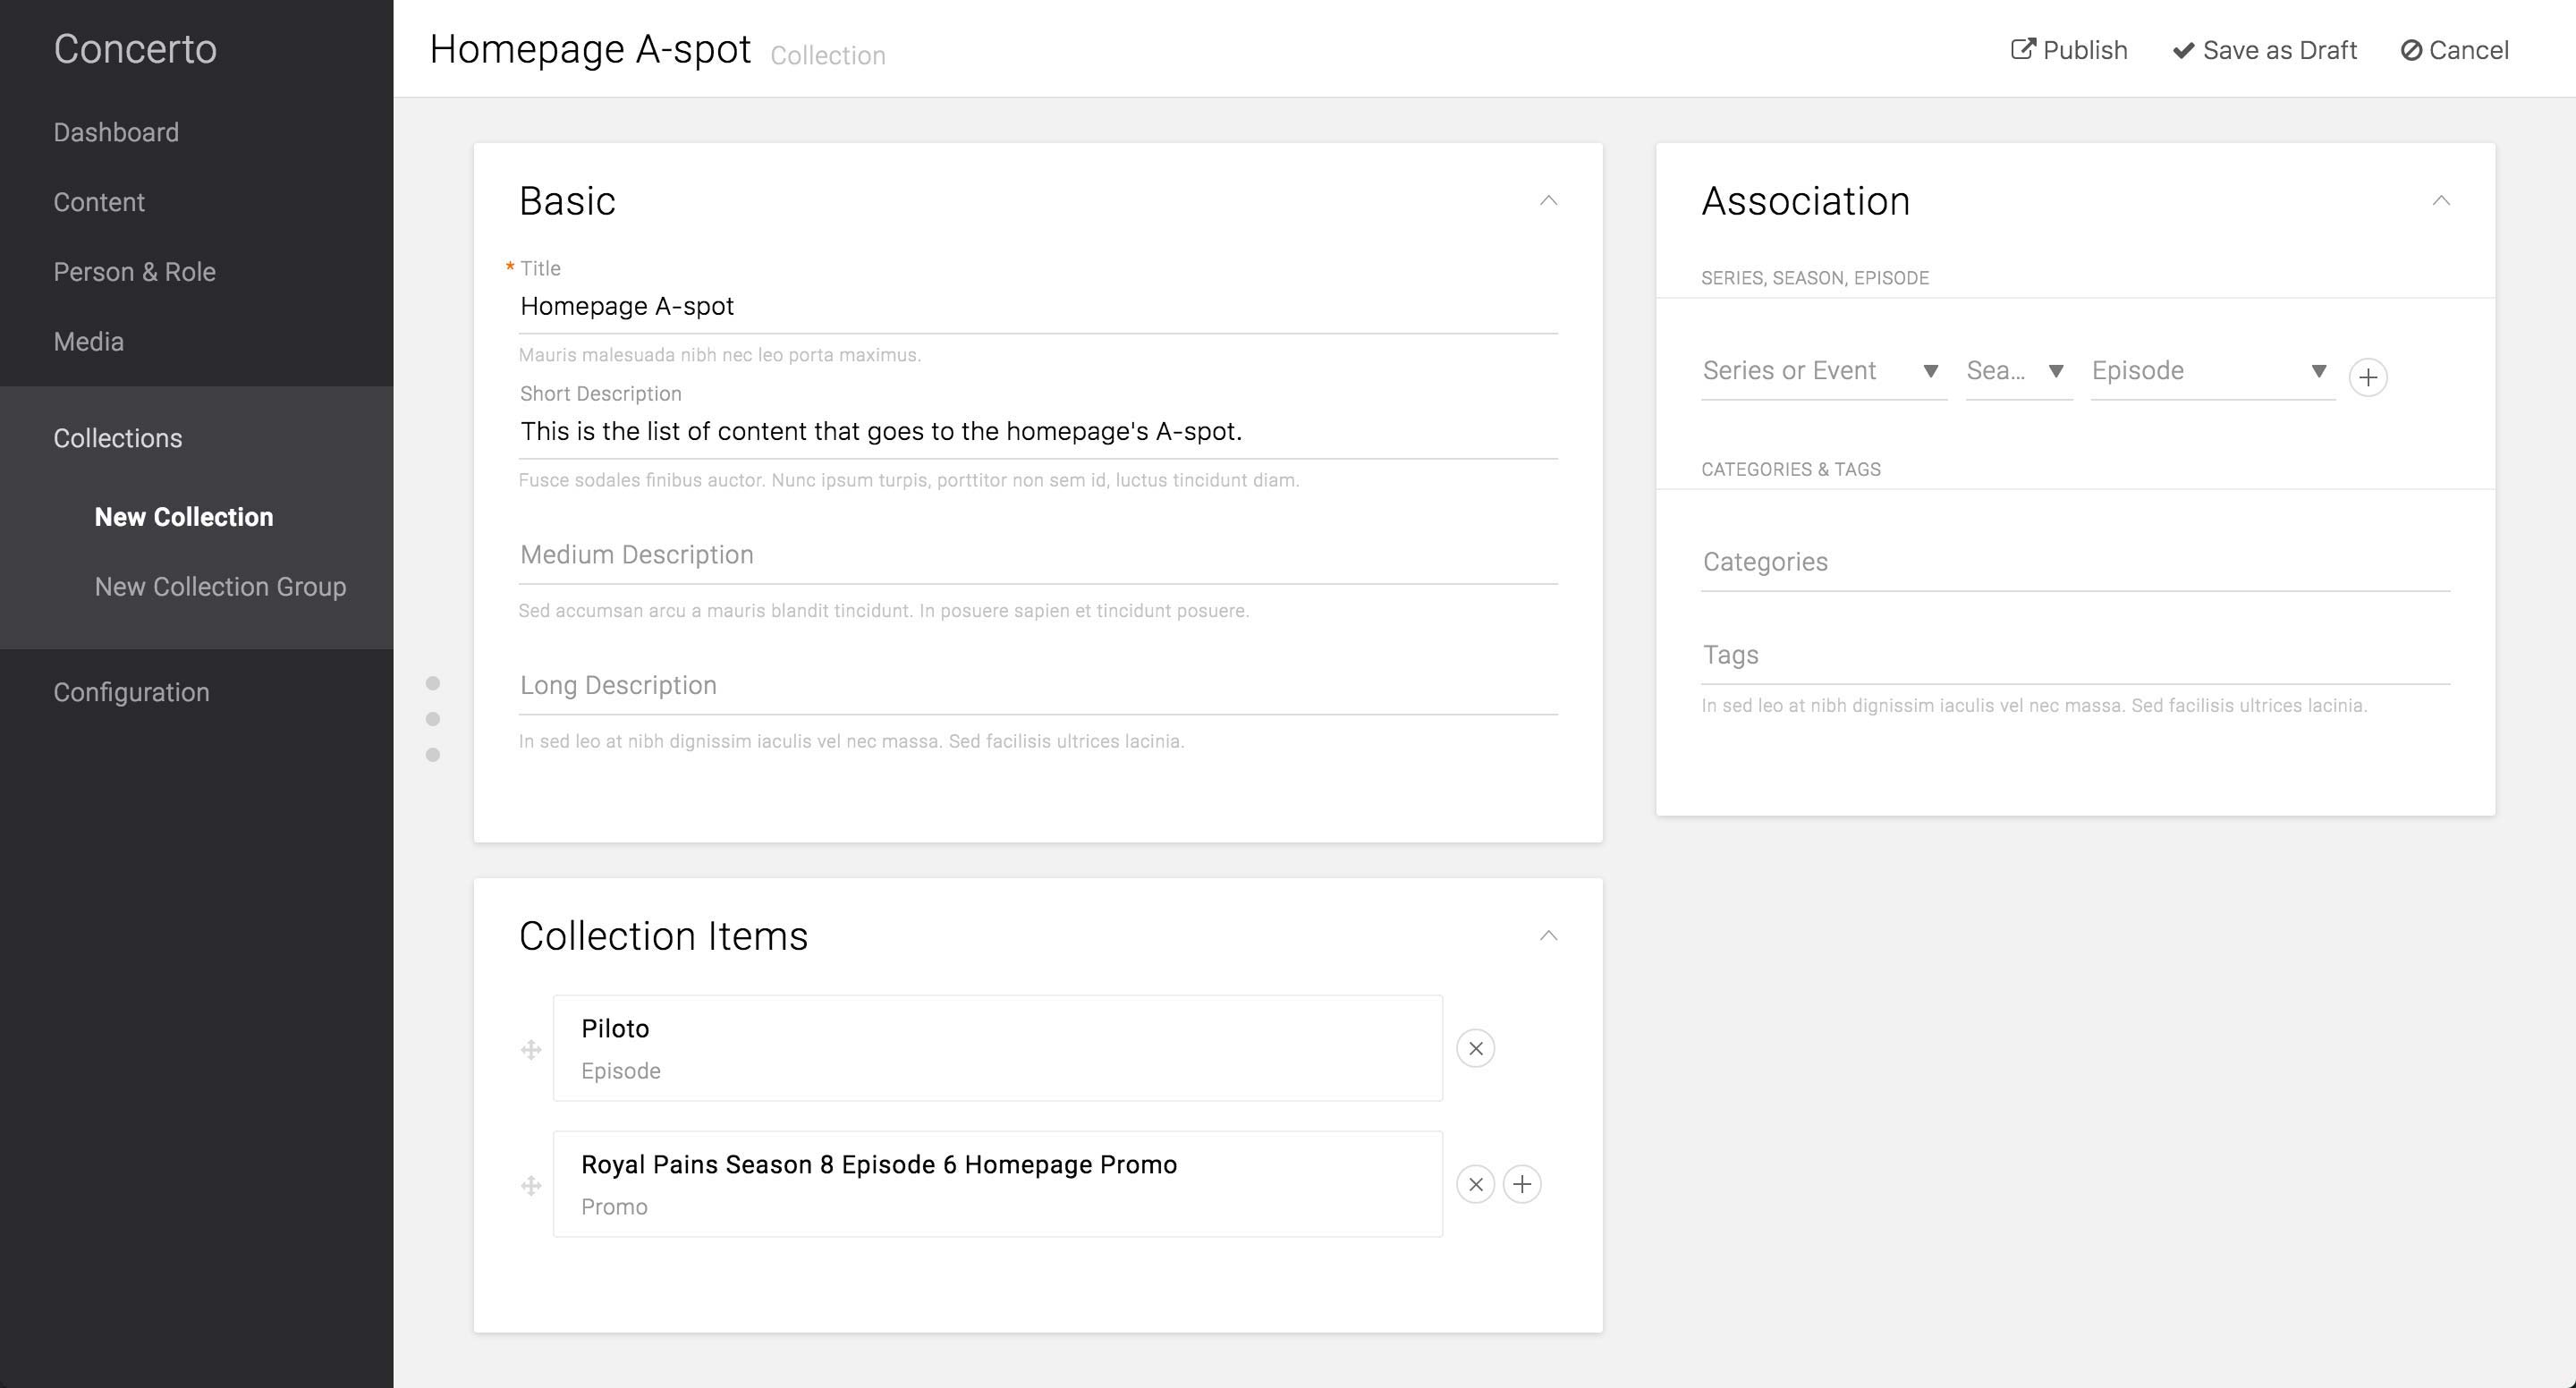 Concerto
Dashboard
Content
Person & Role
Media
Collections
New Collection
New Collection Group
Configuration
Homepage A-spot Collection
Publish
Save as Draft
Cancel
Basic
* Title
Homepage A-spot
Mauris malesuada nibh nec leo porta maximus.
Short Description
This is the list of content that goes to the homepage's A-spot.
Fusce sodales finibus auctor. Nunc ipsum turpis, porttitor non sem id, luctus tincidunt diam.
Medium Description
Sed accumsan arcu a mauris blandit tincidunt. In posuere sapien et tincidunt posuere.
Long Description
In sed leo at nibh dignissim iaculis vel nec massa. Sed facilisis ultrices lacinia.
Collection Items
Piloto
Episode
Royal Pains Season 8 Episode 6 Homepage Promo
Promo
Association
SERIES, SEASON, EPISODE
Series or Event Sea... Episode
CATEGORIES & TAGS
Categories
Tags
In sed leo at nibh dignissim iaculis vel nec massa. Sed facilisis ultrices lacinia.